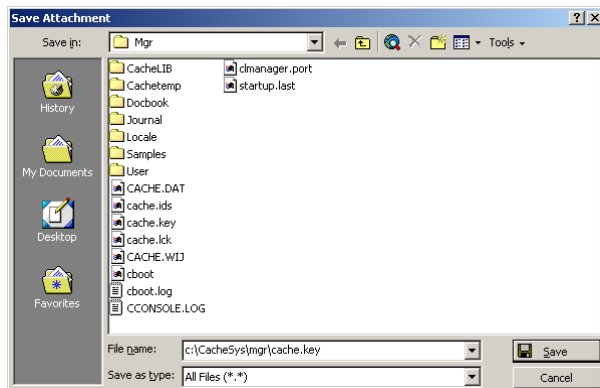 Save Attachment
Save in: Mgr Tools
History
My Documents
Desktop
Favorites
CacheLIB
Cachetemp
Docbook
Journal
Locale
Samples
User
CACHE.DAT
cache.ids
cache.key
cache.lck
CACHE.WIJ
cboot
cboot.log
CCONSOLE.LOG
clmanager.port
startup.last
File name: c:\CacheSys\mgr\cache.key Save
Save as type: All Files (*.*) Cancel